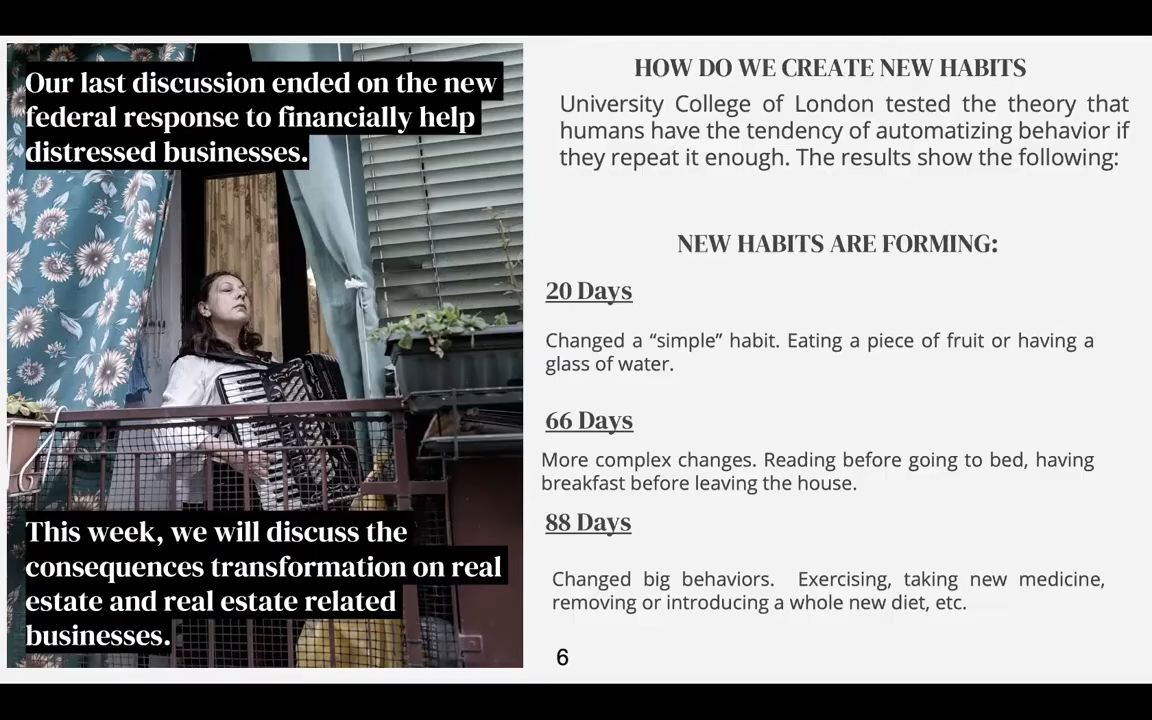 Our last discussion ended on the new
federal response to financially help
distressed businesses.
This week, we will discuss the
consequences transformation on real
estate and real estate related
businesses.
HOW DO WE CREATE NEW HABITS
University College of London tested the theory that
humans have the tendency of automatizing behavior if
they repeat it enough. The results show the following:
NEW HABITS ARE FORMING:
20 Days
Changed a “simple” habit. Eating a piece of fruit or having a
glass of water.
66 Days
More complex changes. Reading before going to bed, having
breakfast before leaving the house.
88 Days
Changed big behaviors. Exercising, taking new medicine,
removing or introducing a whole new diet, etc.
6